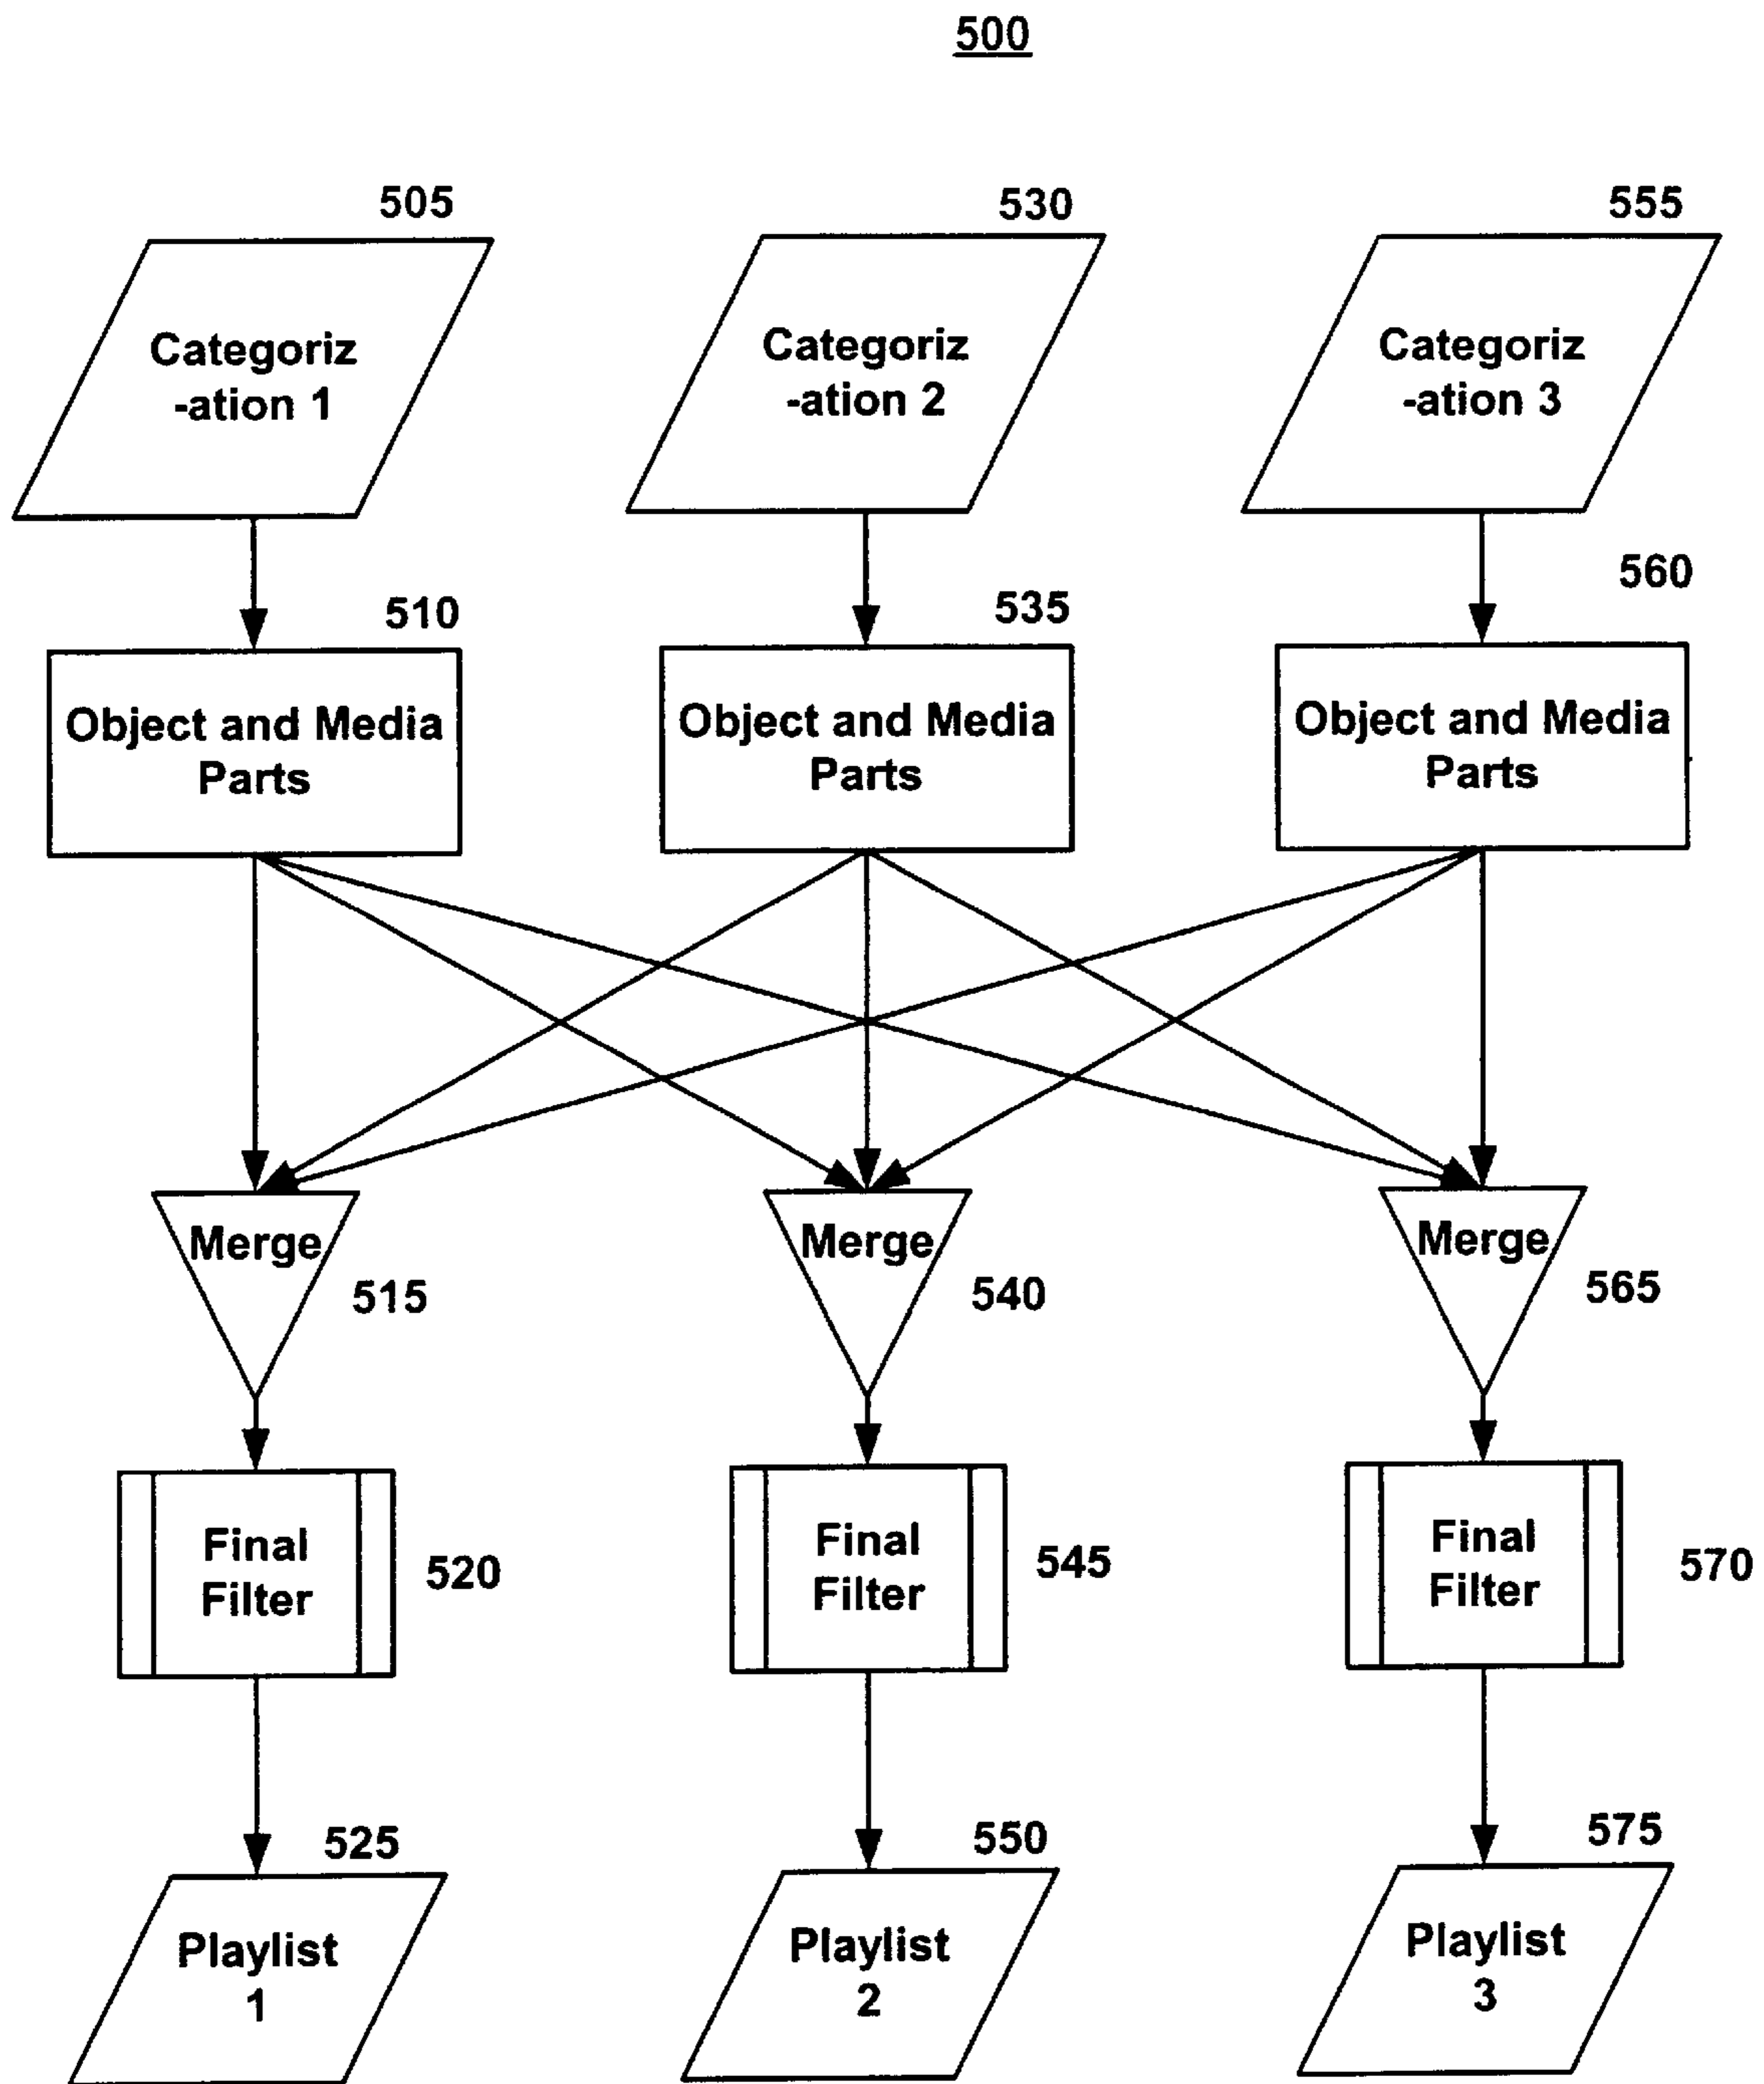 500
505
530
555
Categoriz
-ation 1
Categoriz
-ation 2
Categoriz
-ation 3
510
535
560
Object and Media
Parts
Object and Media
Parts
Object and Media
Parts
Merge
515
Merge
540
Merge
565
Final
Filter
520
Final
Filter
545
Final
Filter
570
525
550
575
Playlist
1
Playlist
2
Playlist
3